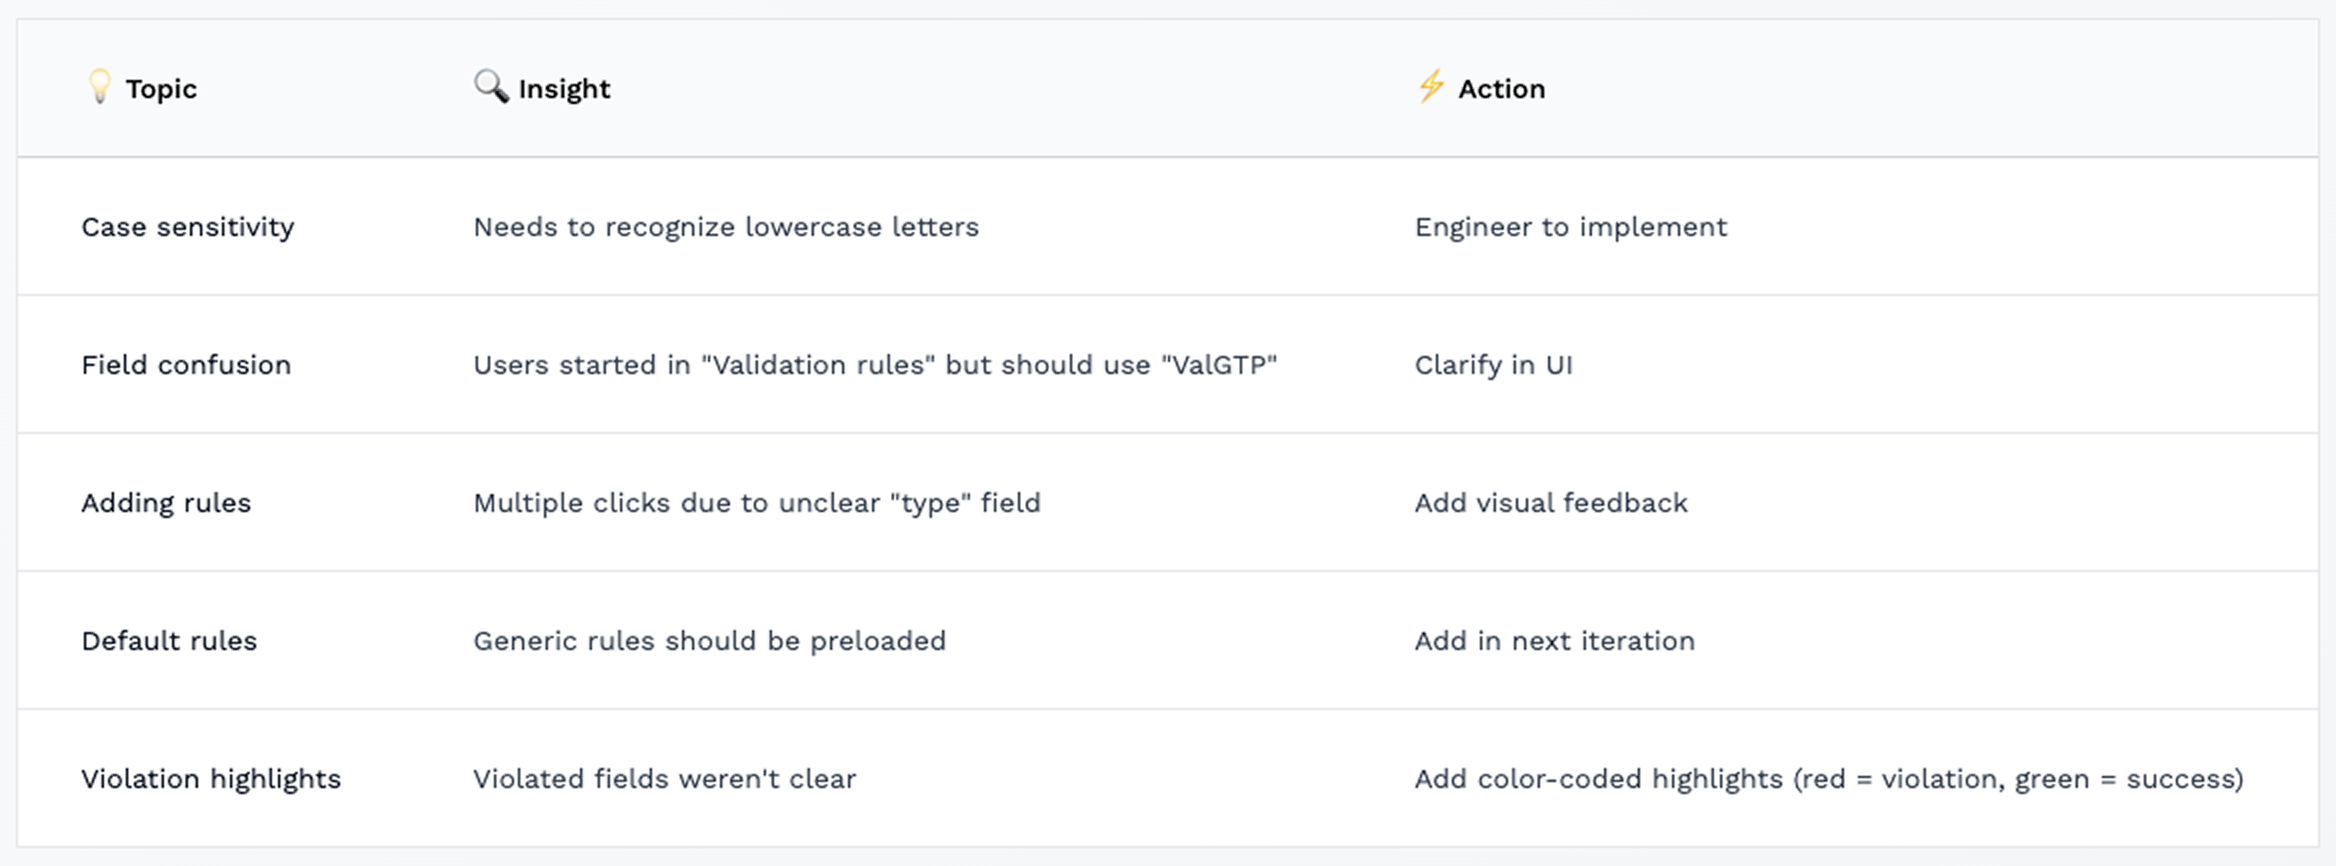 💡 Topic 🔍 Insight ⚡ Action
Case sensitivity Needs to recognize lowercase letters Engineer to implement
Field confusion Users started in "Validation rules" but should use "ValGTP" Clarify in UI
Adding rules Multiple clicks due to unclear "type" field Add visual feedback
Default rules Generic rules should be preloaded Add in next iteration
Violation highlights Violated fields weren't clear Add color-coded highlights (red = violation, green = success)